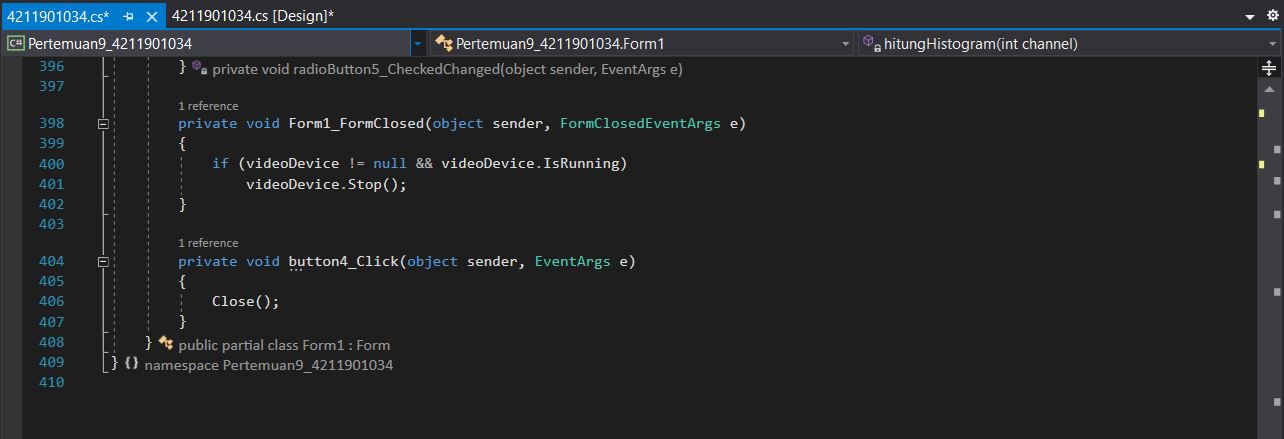 4211901034.cs* 4211901034.cs [Design]*
C# Pertemuan9_4211901034 Pertemuan9_4211901034.Form1 hitungHistogram(int channel)
396 } private void radioButton5_CheckedChanged(object sender, EventArgs e)
397
1 reference
398 private void Form1_FormClosed(object sender, FormClosedEventArgs e)
399 {
400 if (videoDevice != null && videoDevice.IsRunning)
401 videoDevice.Stop();
402 }
403
1 reference
404 private void button4_Click(object sender, EventArgs e)
405 {
406 Close();
407 }
408 } public partial class Form1 : Form
409 } {} namespace Pertemuan9_4211901034
410